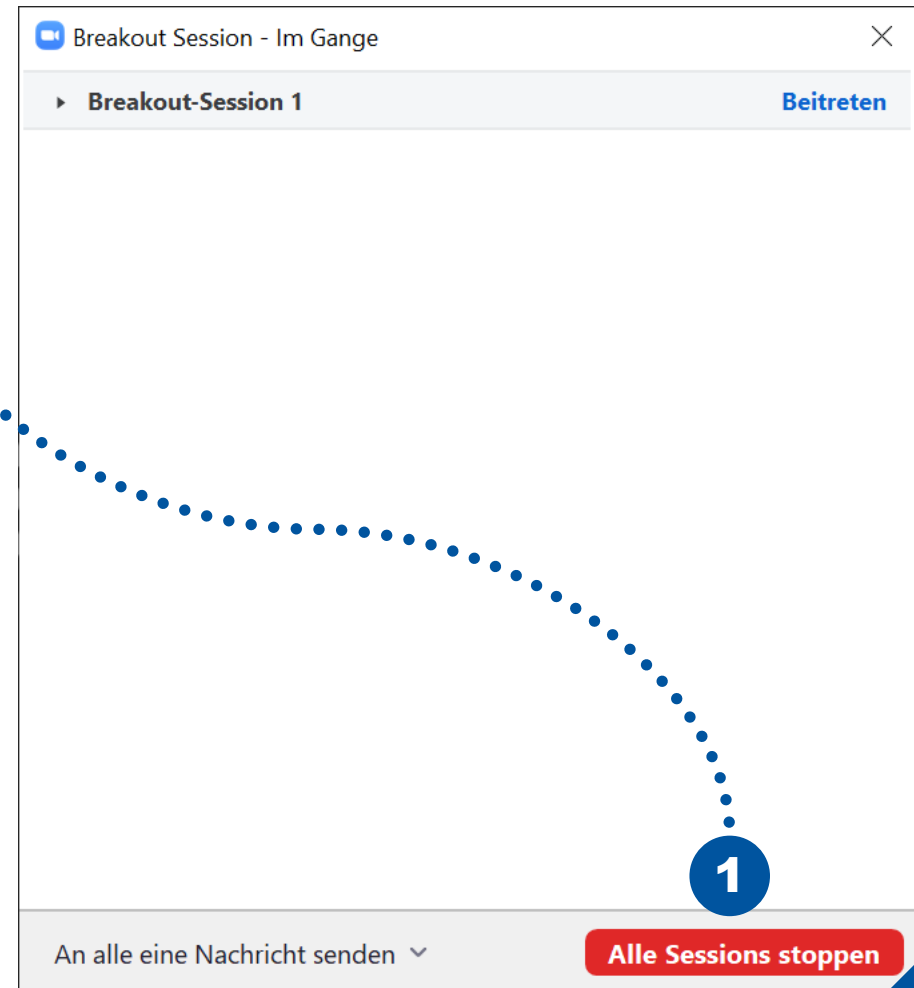 Breakout Session - Im Gange
Breakout-Session 1 Beitreten
1
An alle eine Nachricht senden Alle Sessions stoppen